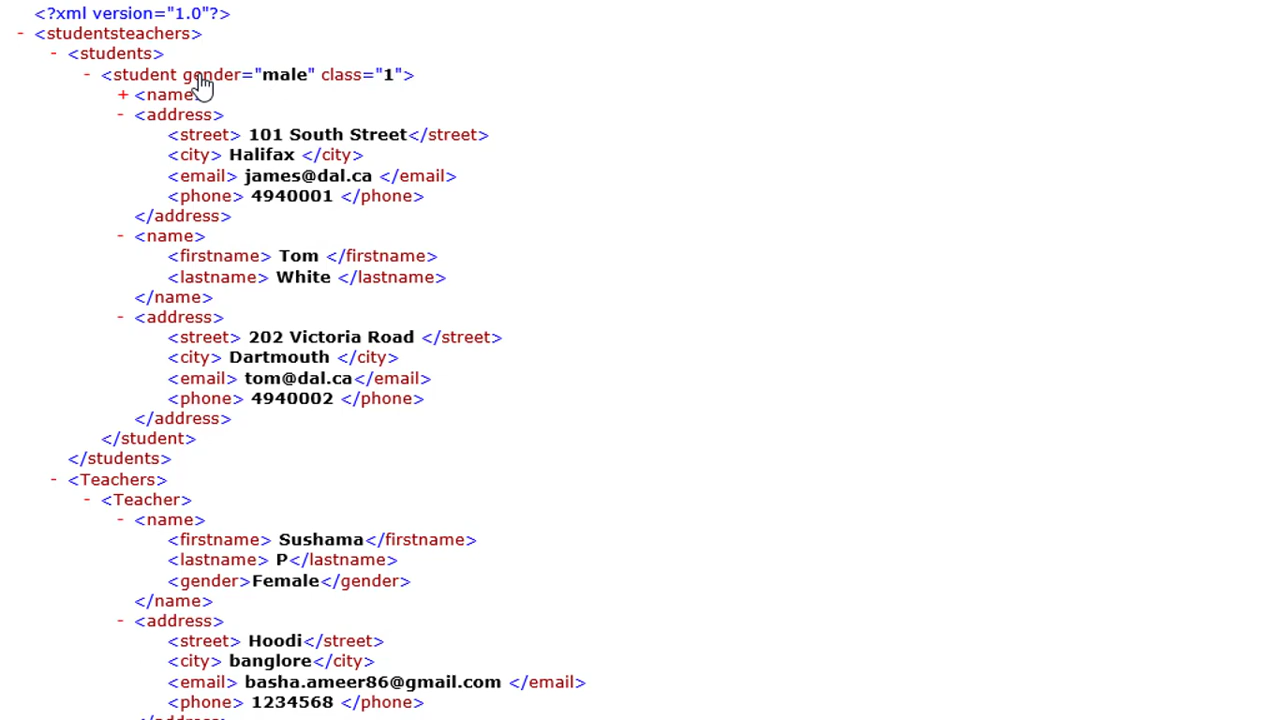 <?xml version="1.0"?>
- <studentsteachers>
- <students>
- <student gender="male" class="1">
+ <name>
- <address>
<street> 101 South Street</street>
<city> Halifax </city>
<email> james@dal.ca </email>
<phone> 4940001 </phone>
</address>
- <name>
<firstname> Tom </firstname>
<lastname> White </lastname>
</name>
- <address>
<street> 202 Victoria Road </street>
<city> Dartmouth </city>
<email> tom@dal.ca</email>
<phone> 4940002 </phone>
</address>
</student>
</students>
- <Teachers>
- <Teacher>
- <name>
<firstname> Sushama</firstname>
<lastname> P</lastname>
<gender>Female</gender>
</name>
- <address>
<street> Hoodi</street>
<city> banglore</city>
<email> basha.ameer86@gmail.com </email>
<phone> 1234568 </phone>
</address>